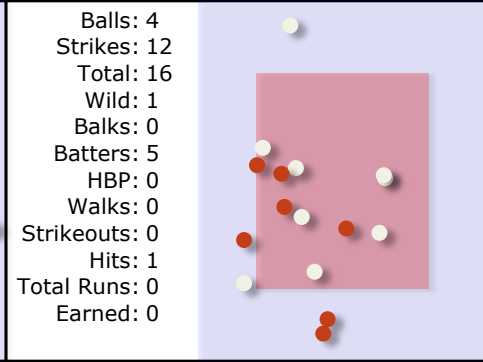 Balls: 4
Strikes: 12
Total: 16
Wild: 1
Balks: 0
Batters: 5
HBP: 0
Walks: 0
Strikeouts: 0
Hits: 1
Total Runs: 0
Earned: 0